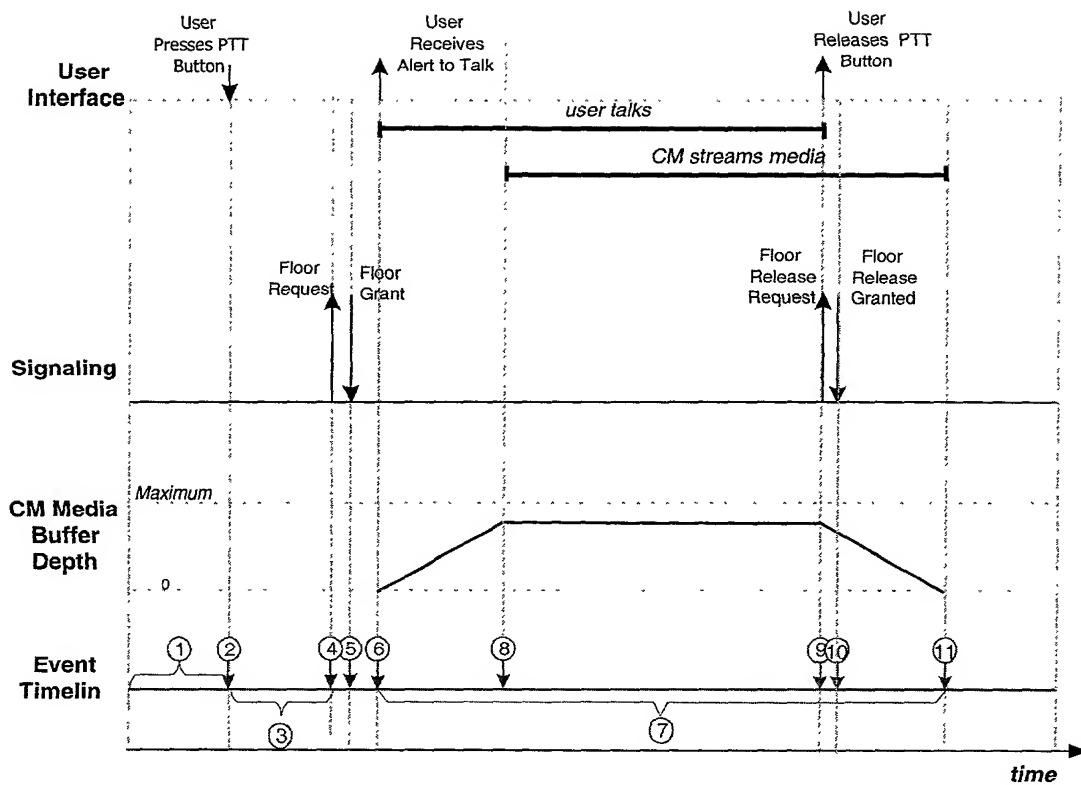 User
Presses PTT
Button
User
Receives
Alert to Talk
User
Releases PTT
Button
User
Interface
user talks
CM streams media
Floor
Request
Floor
Grant
Floor
Release
Request
Floor
Release
Granted
Signaling
Maximum
CM Media
Buffer
Depth
0
1
2
4
5
6
8
9
10
11
Event
Timelin
3
7
time